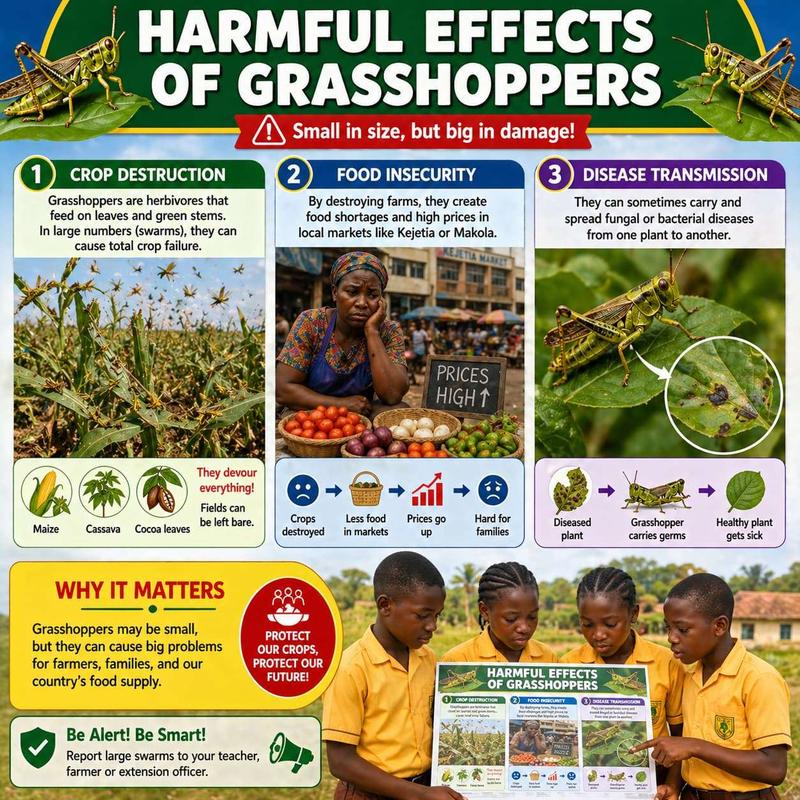 HARMFUL EFFECTS
OF GRASSHOPPERS
Small in size, but big in damage!
1 CROP DESTRUCTION
Grasshoppers are herbivores that
feed on leaves and green stems.
In large numbers (swarms), they can
cause total crop failure.
Maize
Cassava
Cocoa leaves
They devour
everything!
Fields can
be left bare.
2 FOOD INSECURITY
By destroying farms, they create
food shortages and high prices in
local markets like Kejetia or Makola.
KEJETIA MARKET
PRICES
HIGH ↑
Crops
destroyed
Less food
in markets
Prices go
up
Hard for
families
3 DISEASE TRANSMISSION
They can sometimes carry and
spread fungal or bacterial diseases
from one plant to another.
Diseased
plant
Grasshopper
carries germs
Healthy plant
gets sick
WHY IT MATTERS
Grasshoppers may be small,
but they can cause big problems
for farmers, families, and our
country's food supply.
PROTECT
OUR CROPS,
PROTECT OUR
FUTURE!
Be Alert! Be Smart!
Report large swarms to your teacher,
farmer or extension officer.
HARMFUL EFFECTS
OF GRASSHOPPERS
1 CROP DESTRUCTION
2 FOOD INSECURITY
3 DISEASE TRANSMISSION